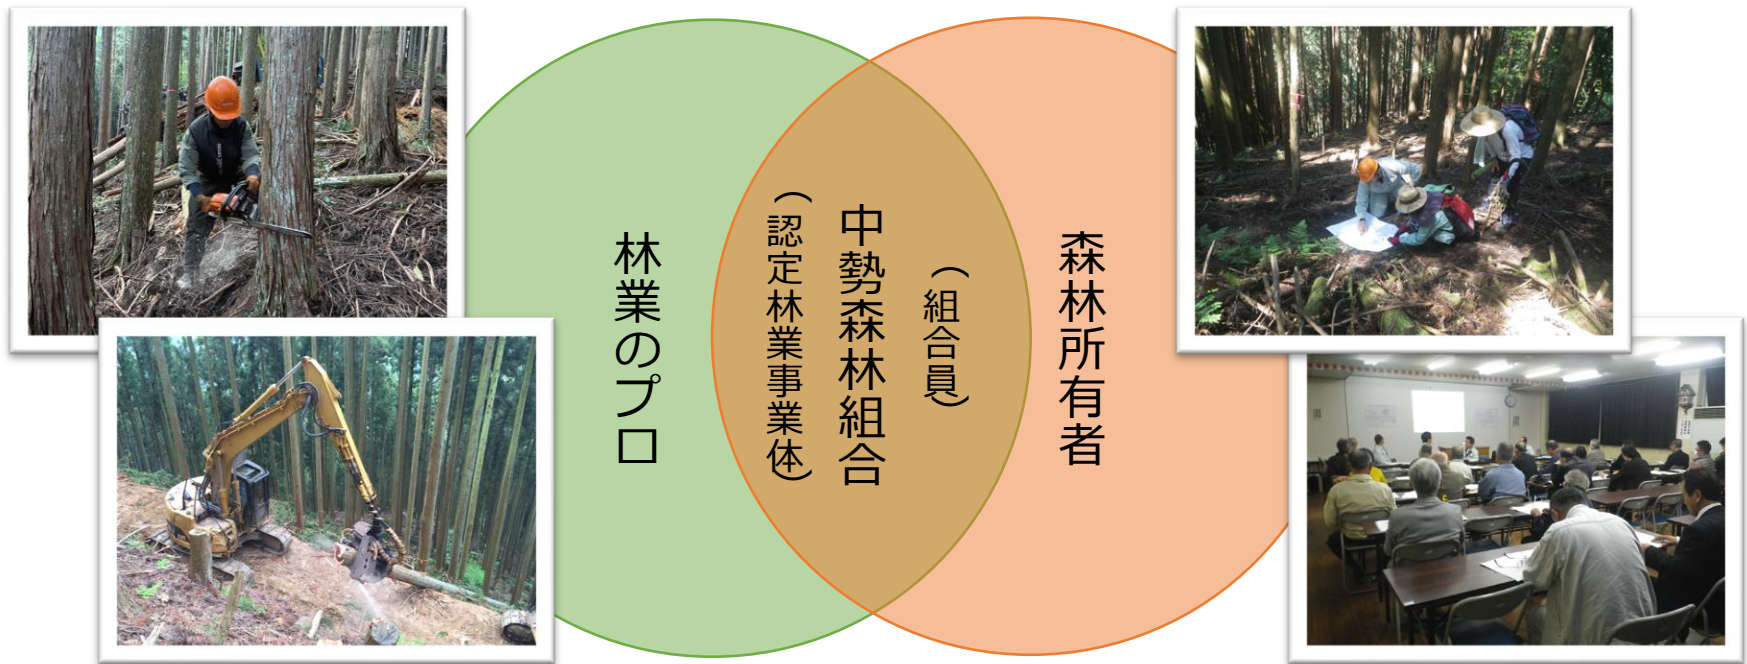 林業のプロ
森林所有者
(組合員)
中勢森林組合
(認定林業事業体)